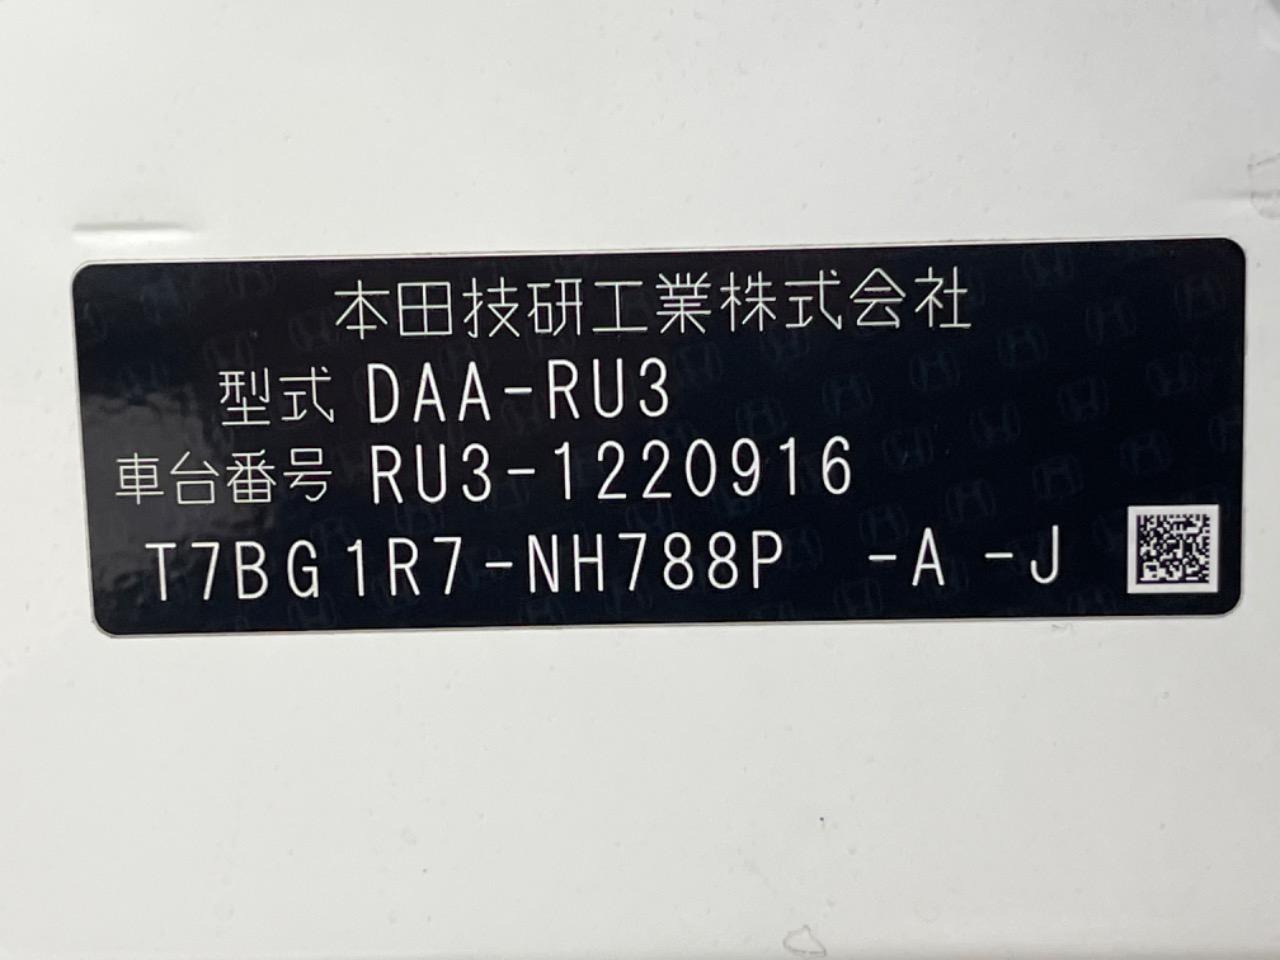 本田技研工業株式会社
型式 DAA-RU3
車台番号 RU3-1220916
T7BG1R7-NH788P -A -J